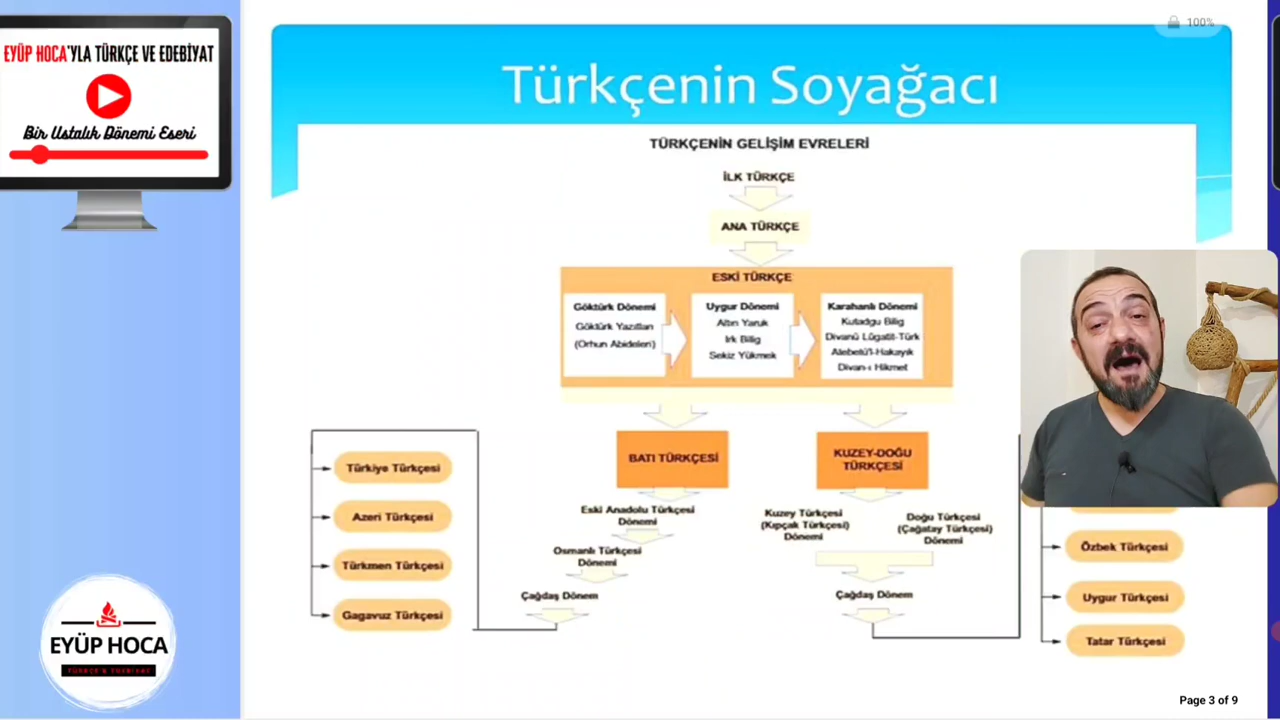 EYÜP HOCA'YLA TÜRKÇE VE EDEBİYAT
Bir Ustalık Dönemi Eseri
100%
Türkçenin Soyağacı
TÜRKÇENİN GELİŞİM EVRELERİ
İLK TÜRKÇE
ANA TÜRKÇE
ESKİ TÜRKÇE
Göktürk Dönemi
Göktürk Yazıtları
(Orhun Abideleri)
Uygur Dönemi
Altın Yaruk
Irk Bilig
Sekiz Yükmek
Karahanlı Dönemi
Kutadgu Bilig
Divanü Lügatit-Türk
Atebetü'l-Hakayık
Divan-ı Hikmet
BATI TÜRKÇESİ
Eski Anadolu Türkçesi
Dönemi
Osmanlı Türkçesi
Dönemi
Çağdaş Dönem
Türkiye Türkçesi
Azeri Türkçesi
Türkmen Türkçesi
Gagavuz Türkçesi
KUZEY-DOĞU
TÜRKÇESİ
Kuzey Türkçesi
(Kıpçak Türkçesi)
Dönemi
Doğu Türkçesi
(Çağatay Türkçesi)
Dönemi
Çağdaş Dönem
Özbek Türkçesi
Uygur Türkçesi
Tatar Türkçesi
EYÜP HOCA
Page 3 of 9